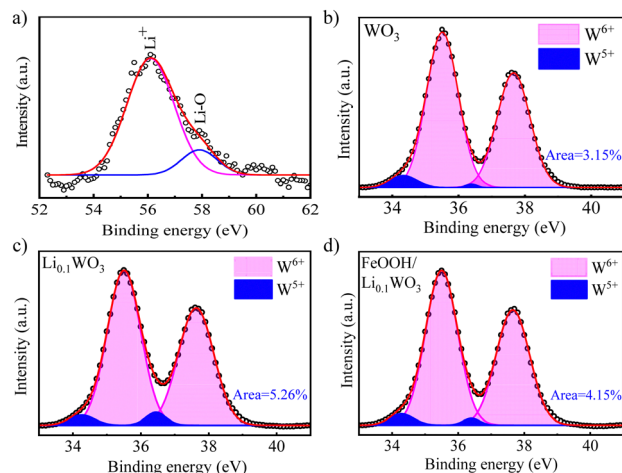 a)
Intensity (a.u.)
Li⁺
Li-O
52 54 56 58 60 62
Binding energy (eV)
b)
Intensity (a.u.)
WO₃
W⁶⁺
W⁵⁺
Area=3.15%
34 36 38 40
Binding energy (eV)
c)
Intensity (a.u.)
Li₀.₁WO₃
W⁶⁺
W⁵⁺
Area=5.26%
34 36 38 40
Binding energy (eV)
d)
Intensity (a.u.)
FeOOH/
Li₀.₁WO₃
W⁶⁺
W⁵⁺
Area=4.15%
34 36 38 40
Binding energy (eV)